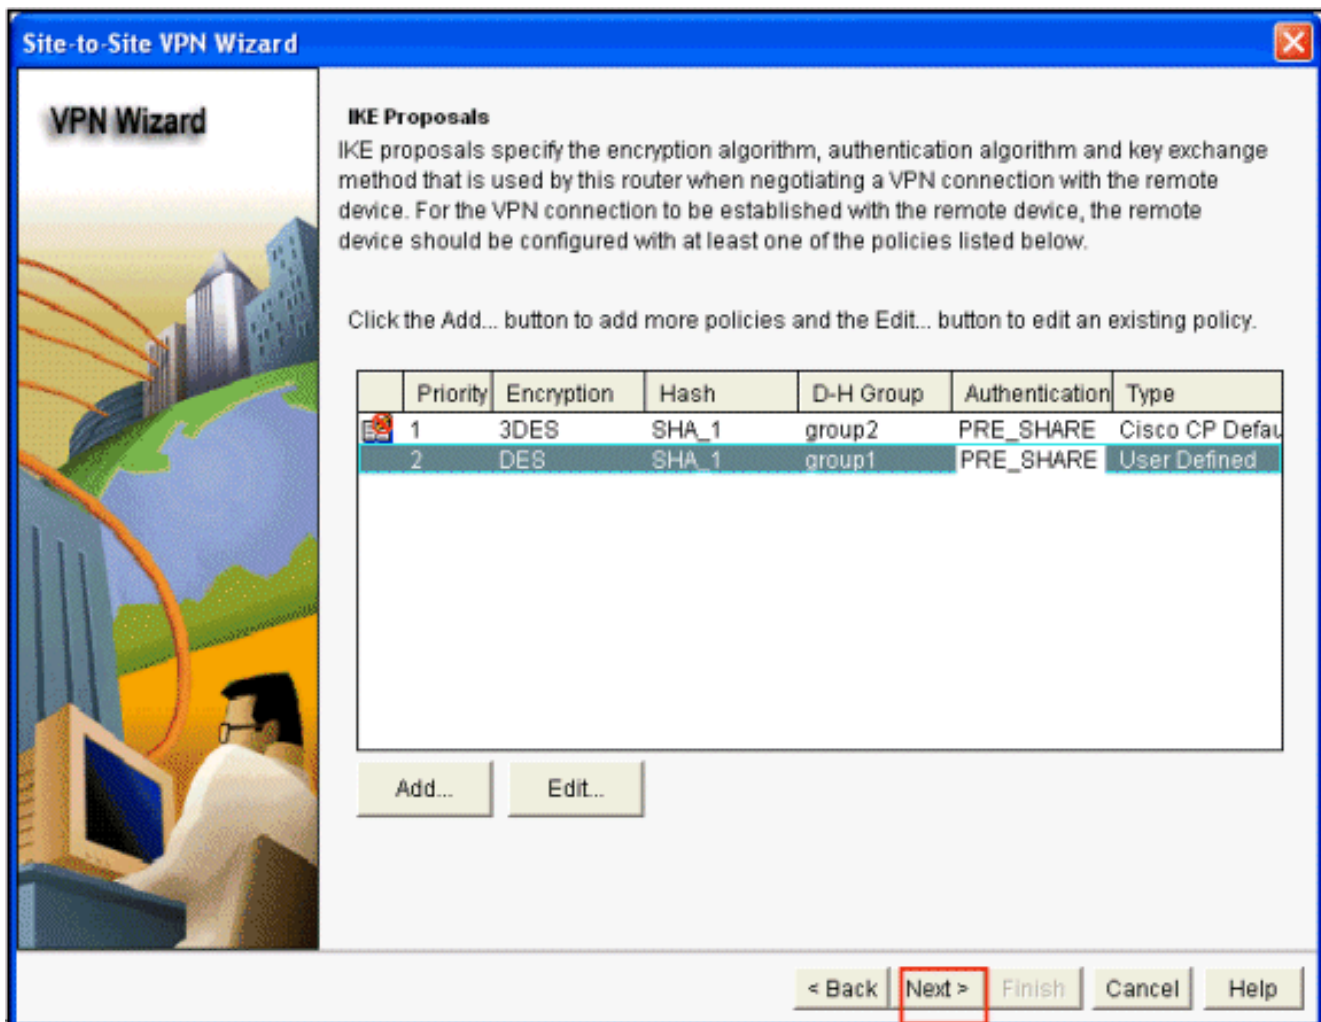 Site-to-Site VPN Wizard
VPN Wizard
IKE Proposals
IKE proposals specify the encryption algorithm, authentication algorithm and key exchange
method that is used by this router when negotiating a VPN connection with the remote
device. For the VPN connection to be established with the remote device, the remote
device should be configured with at least one of the policies listed below.
Click the Add... button to add more policies and the Edit... button to edit an existing policy.
Priority Encryption Hash D-H Group Authentication Type
1 3DES SHA_1 group2 PRE_SHARE Cisco CP Defau
2 DES SHA_1 group1 PRE_SHARE User Defined
Add... Edit...
< Back Next > Finish Cancel Help